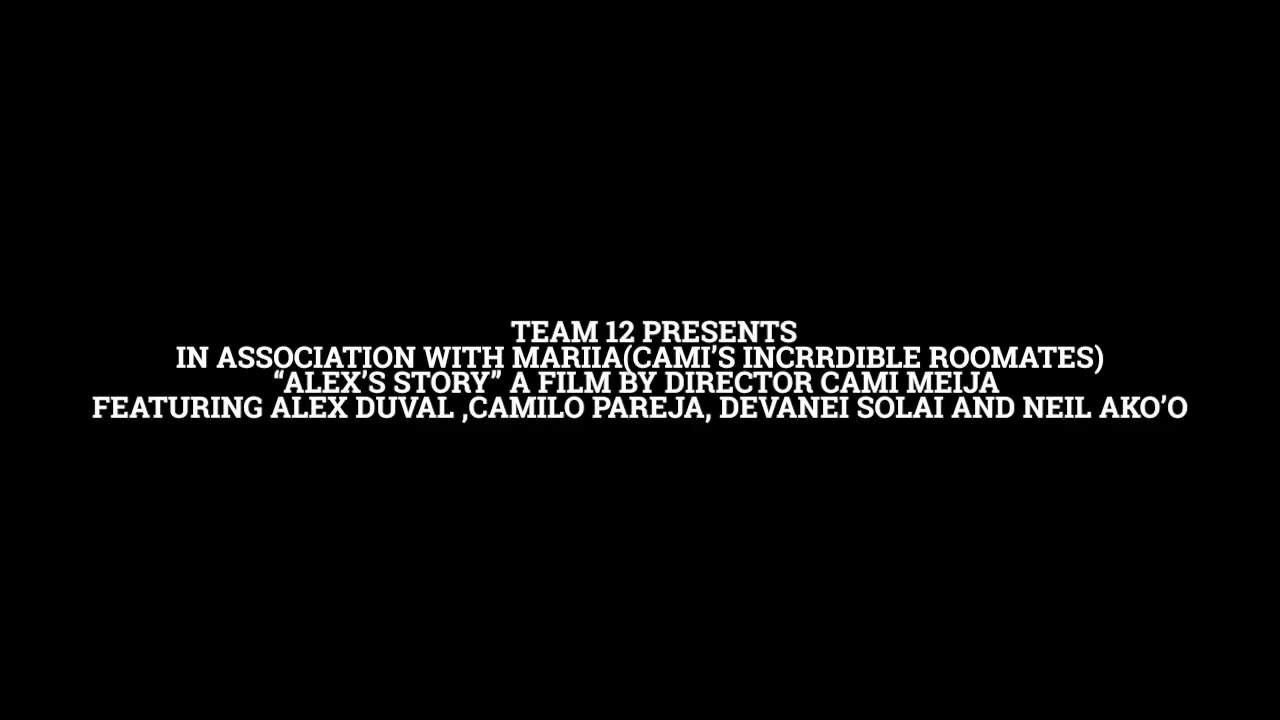 TEAM 12 PRESENTS
IN ASSOCIATION WITH MARIIA(CAMI’S INCRRDIBLE ROOMATES)
“ALEX’S STORY” A FILM BY DIRECTOR CAMI MEIJA
FEATURING ALEX DUVAL ,CAMILO PAREJA, DEVANEI SOLAI AND NEIL AKO’O